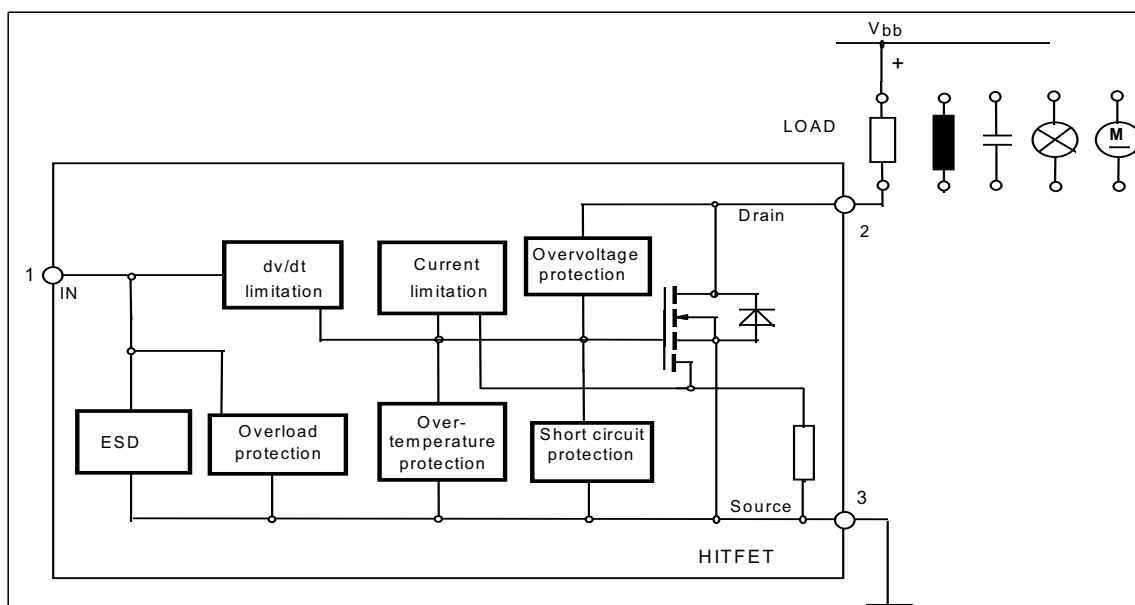 Vbb
+
LOAD
M
Drain
2
1
IN
dv/dt
limitation
Current
limitation
Overvoltage
protection
ESD
Overload
protection
Over-
temperature
protection
Short circuit
protection
Source
3
HITFET